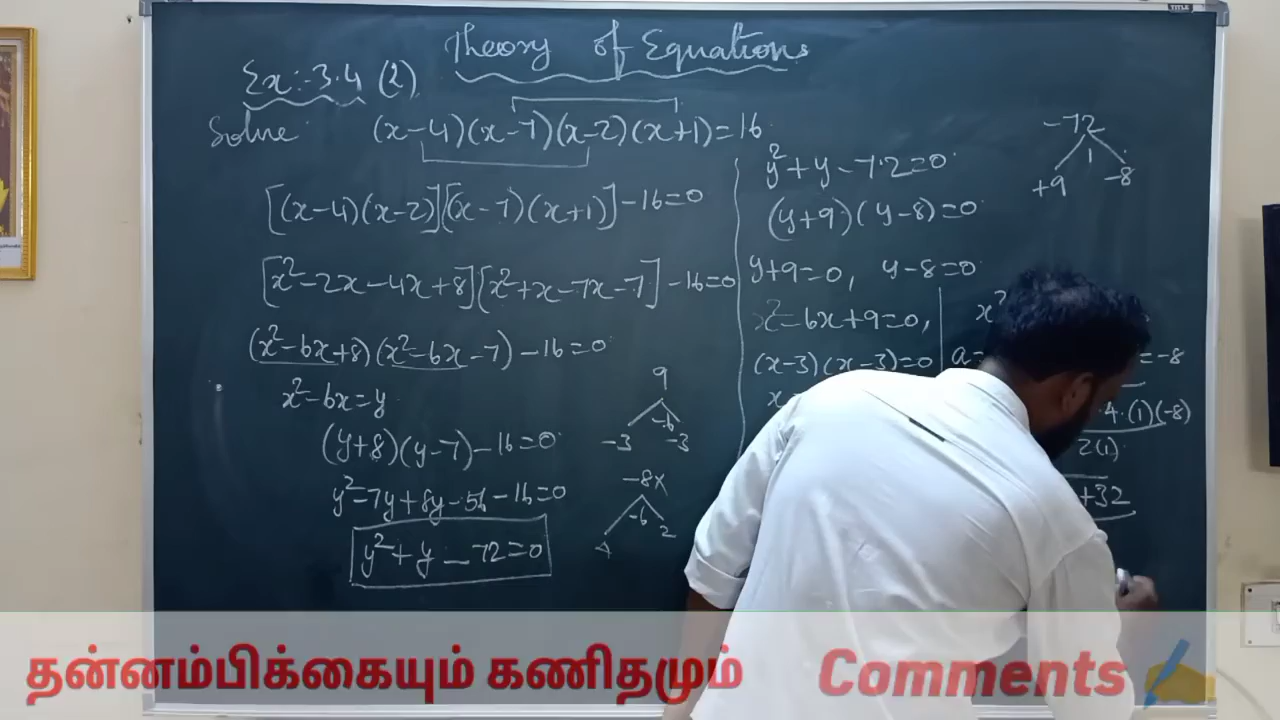 Theory of Equations
Ex:-3.4 (2)
Solve (x-4)(x-7)(x-2)(x+1)=16
[(x-4)(x-2)][(x-7)(x+1)]-16=0
[x²-2x-4x+8][x²+x-7x-7]-16=0
(x²-6x+8)(x²-6x-7)-16=0
x²-6x=y
(y+8)(y-7)-16=0
y²-7y+8y-56-16=0
y²+y-72=0
9
-6
-3 -3
-8x
-6
2
y²+y-72=0
(y+9)(y-8)=0
y+9=0, y-8=0
x²-6x+9=0,
(x-3)(x-3)=0
x
-72
1
+9 -8
x²
a= =-8
4.(1)(-8)
2(1)
+32
தன்னம்பிக்கையும் கணிதமும்
Comments
TITLE